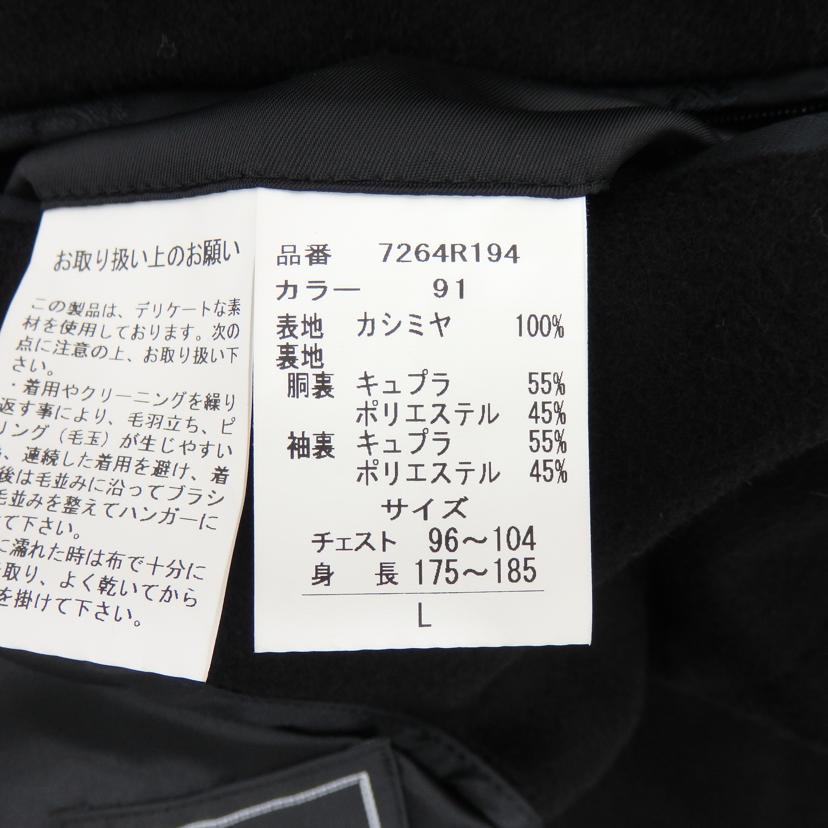 お取り扱い上のお願い
この製品は、デリケートな素
材を使用しております。次の
点に注意の上、お取り扱い下
さい。
・着用やクリーニングを繰り
返す事により、毛羽立ち、ピ
リング（毛玉）が生じやすい
、連続した着用を避け、着
後は毛並みに沿ってブラシ
毛並みを整えてハンガーに
て下さい。
に濡れた時は布で十分に
取り、よく乾いてから
を掛けて下さい。
品番 7264R194
カラー 91
表地 カシミヤ 100%
裏地
胴裏 キュプラ 55%
ポリエステル 45%
袖裏 キュプラ 55%
ポリエステル 45%
サイズ
チェスト 96～104
身長 175～185
L